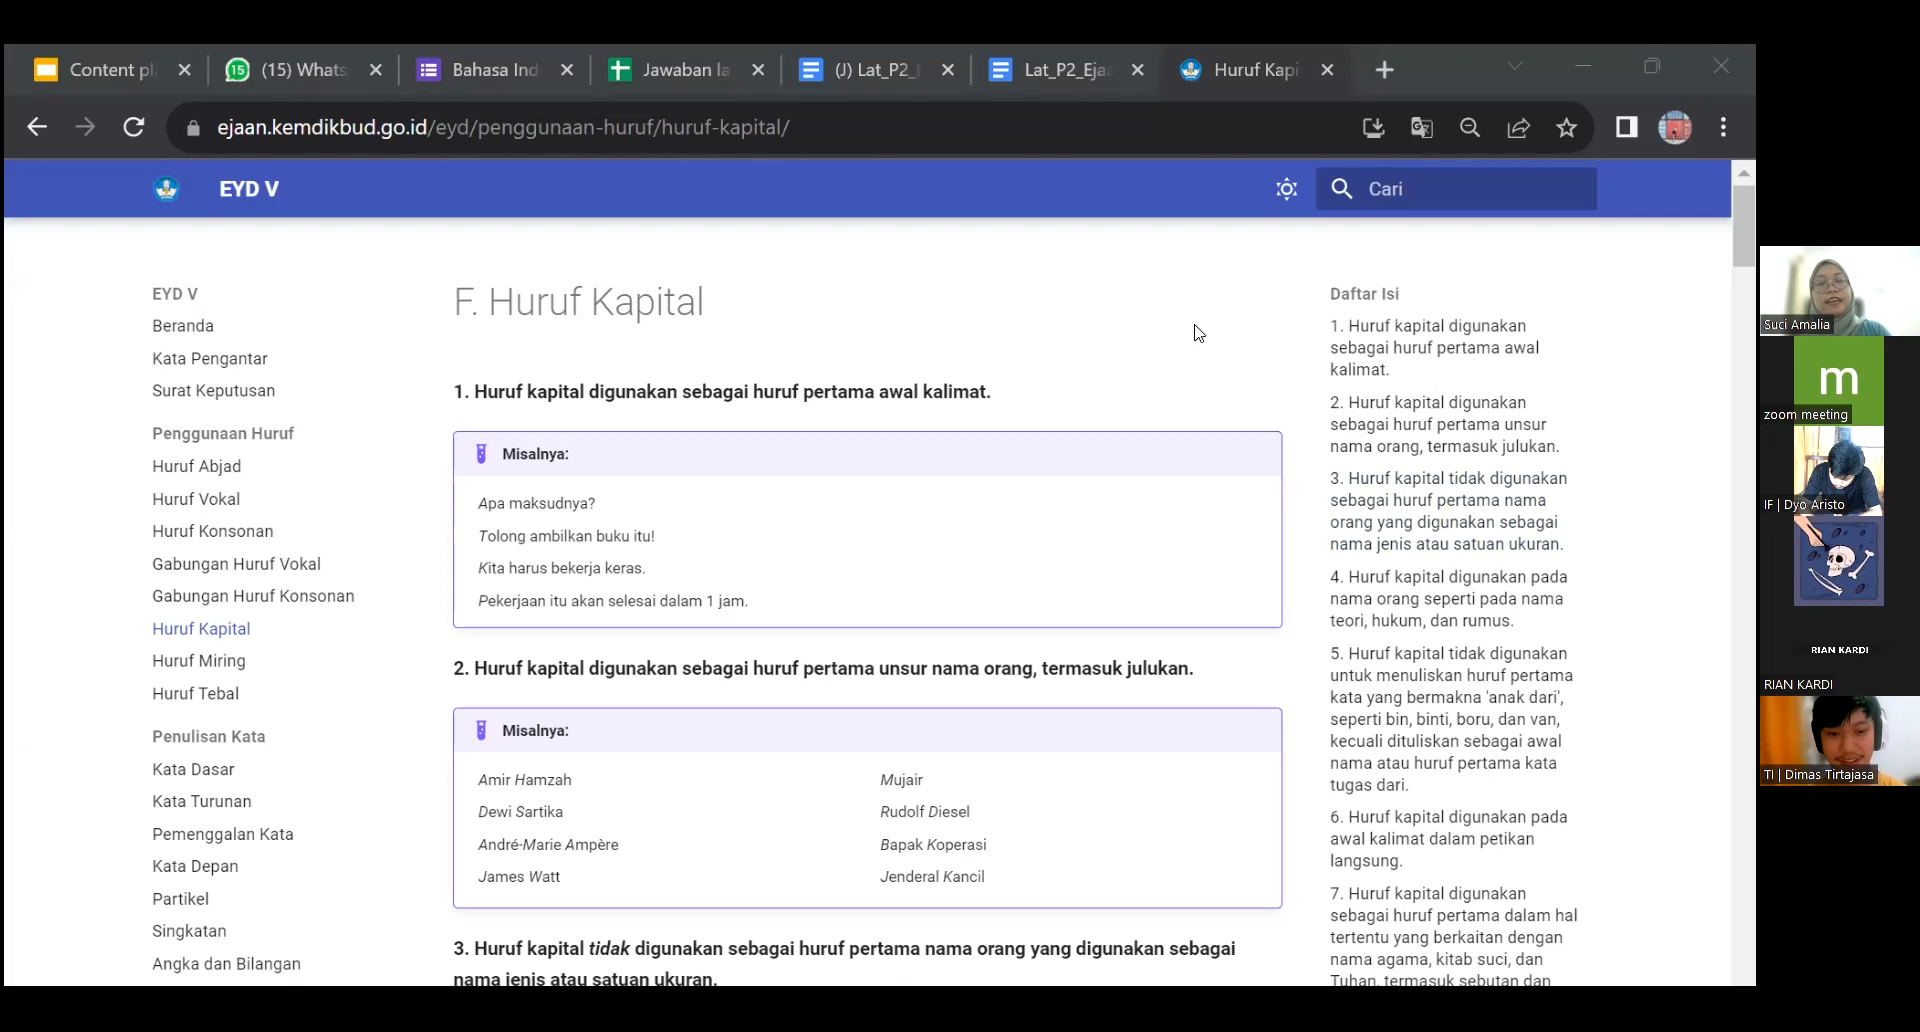 Content pl
(15) Whats
Bahasa Ind
Jawaban la
(J) Lat_P2_
Lat_P2_Eja
Huruf Kapi
15
ejaan.kemdikbud.go.id/eyd/penggunaan-huruf/huruf-kapital/
EYD V
Cari
EYD V
Beranda
Kata Pengantar
Surat Keputusan
Penggunaan Huruf
Huruf Abjad
Huruf Vokal
Huruf Konsonan
Gabungan Huruf Vokal
Gabungan Huruf Konsonan
Huruf Kapital
Huruf Miring
Huruf Tebal
Penulisan Kata
Kata Dasar
Kata Turunan
Pemenggalan Kata
Kata Depan
Partikel
Singkatan
Angka dan Bilangan
F. Huruf Kapital
1. Huruf kapital digunakan sebagai huruf pertama awal kalimat.
Misalnya:
Apa maksudnya?
Tolong ambilkan buku itu!
Kita harus bekerja keras.
Pekerjaan itu akan selesai dalam 1 jam.
2. Huruf kapital digunakan sebagai huruf pertama unsur nama orang, termasuk julukan.
Misalnya:
Amir Hamzah
Dewi Sartika
André-Marie Ampère
James Watt
Mujair
Rudolf Diesel
Bapak Koperasi
Jenderal Kancil
3. Huruf kapital tidak digunakan sebagai huruf pertama nama orang yang digunakan sebagai
nama jenis atau satuan ukuran.
Daftar Isi
1. Huruf kapital digunakan
sebagai huruf pertama awal
kalimat.
2. Huruf kapital digunakan
sebagai huruf pertama unsur
nama orang, termasuk julukan.
3. Huruf kapital tidak digunakan
sebagai huruf pertama nama
orang yang digunakan sebagai
nama jenis atau satuan ukuran.
4. Huruf kapital digunakan pada
nama orang seperti pada nama
teori, hukum, dan rumus.
5. Huruf kapital tidak digunakan
untuk menuliskan huruf pertama
kata yang bermakna 'anak dari',
seperti bin, binti, boru, dan van,
kecuali dituliskan sebagai awal
nama atau huruf pertama kata
tugas dari.
6. Huruf kapital digunakan pada
awal kalimat dalam petikan
langsung.
7. Huruf kapital digunakan
sebagai huruf pertama dalam hal
tertentu yang berkaitan dengan
nama agama, kitab suci, dan
Tuhan, termasuk sebutan dan
Suci Amalia
m
zoom meeting
IF | Dyo Aristo
RIAN KARDI
RIAN KARDI
TI | Dimas Tirtajasa